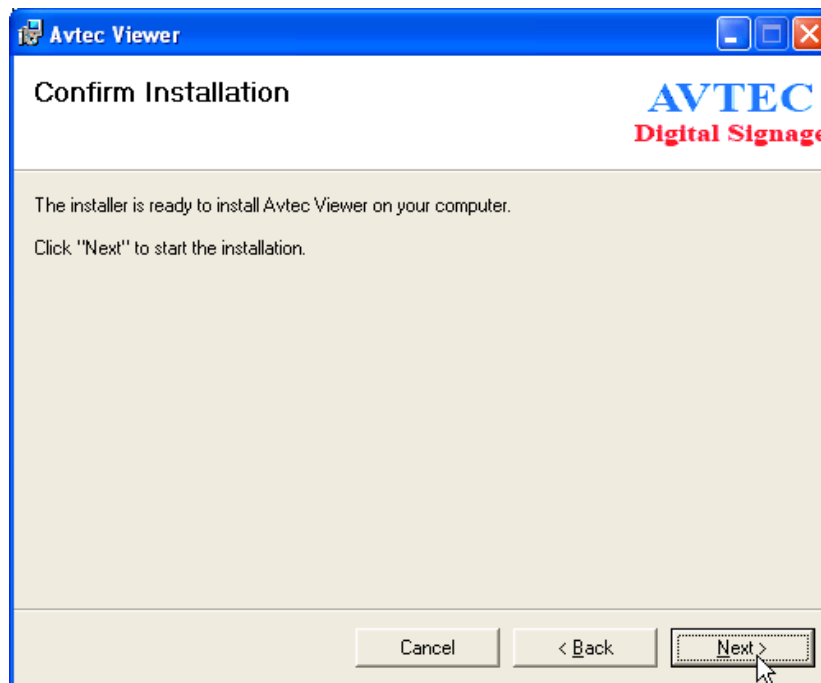 Avtec Viewer
Confirm Installation
AVTEC
Digital Signage
The installer is ready to install Avtec Viewer on your computer.
Click "Next" to start the installation.
Cancel
< Back
Next >